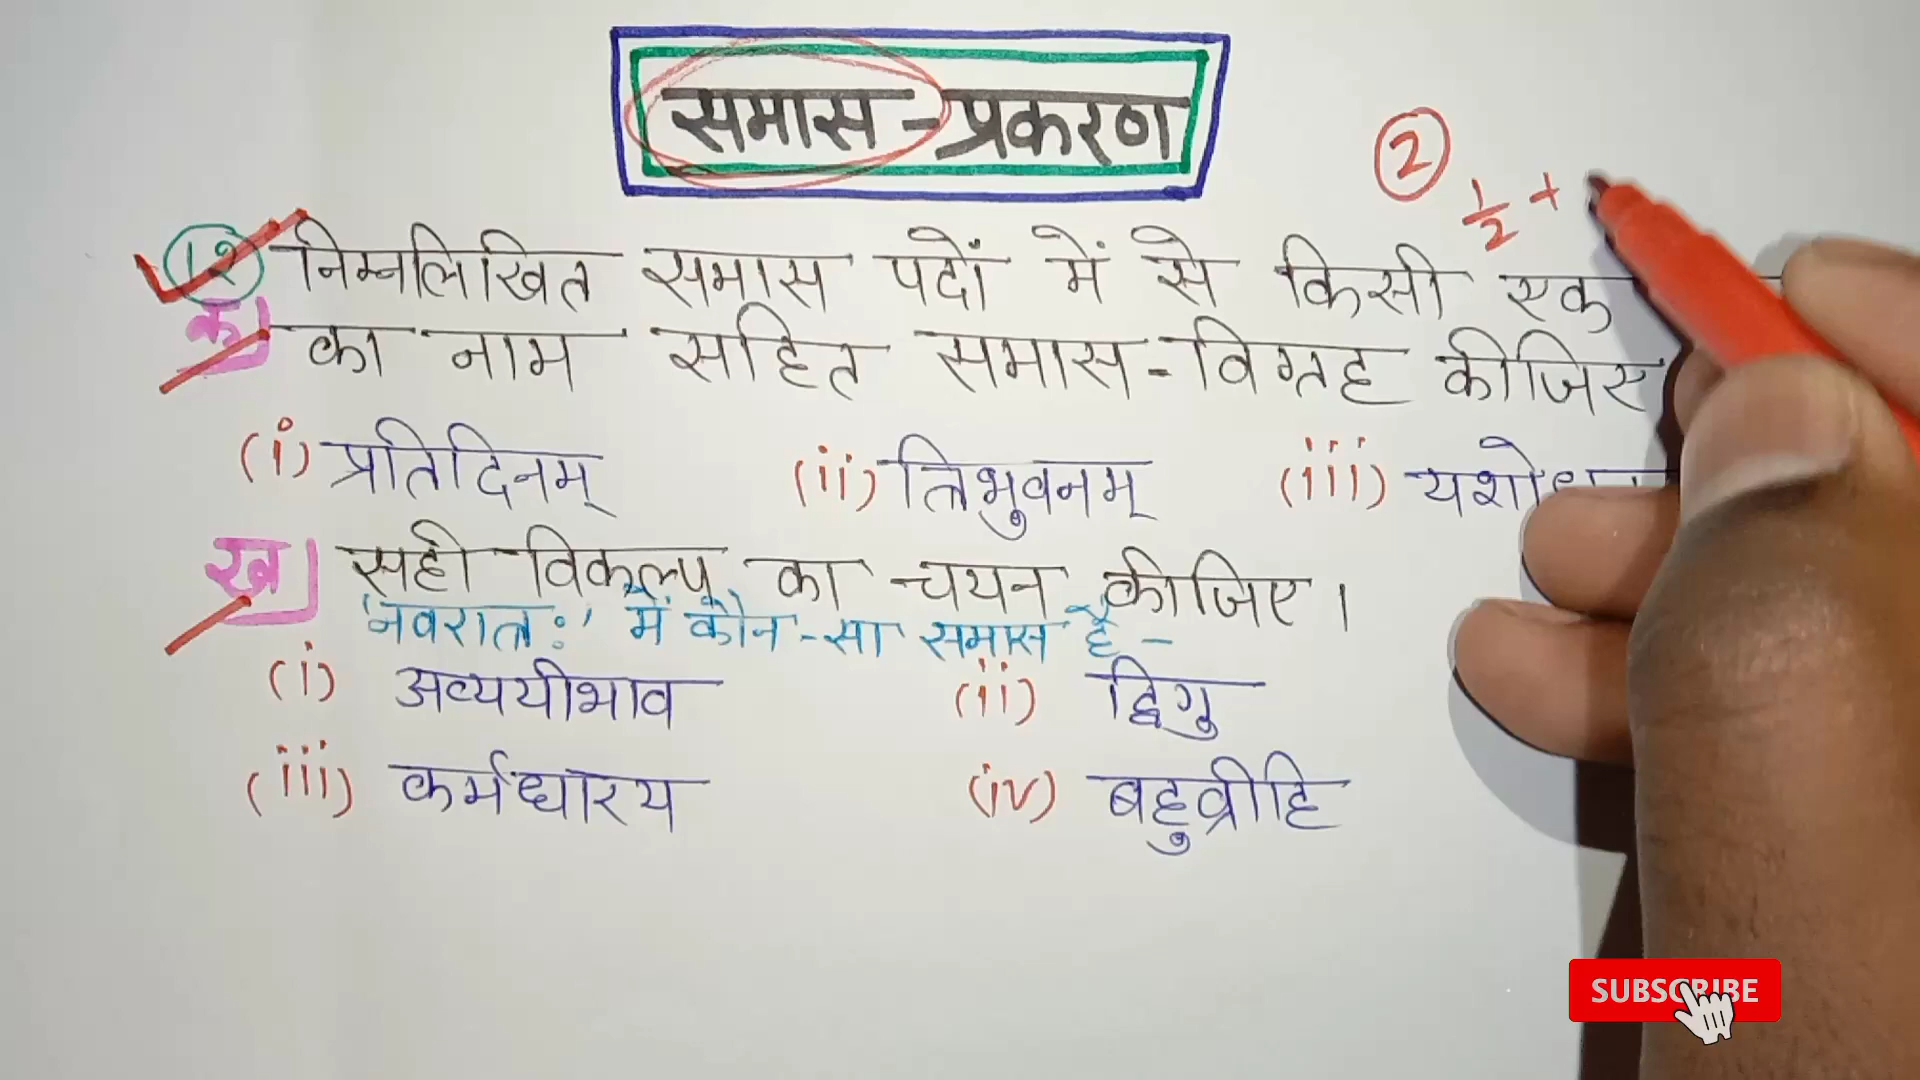 समास - प्रकरण
2
1/2 +
12 निम्नलिखित समास पदों में से किसी एक
क) का नाम सहित समास - विग्रह कीजिए
(i) प्रतिदिनम् (ii) त्रिभुवनम् (iii)
ख) सही विकल्प का चयन कीजिए।
'नवरात्रः' में कौन - सा समास है -
(i) अव्ययीभाव (ii) द्विगु
(iii) कर्मधारय (iv) बहुव्रीहि
SUBSCRIBE